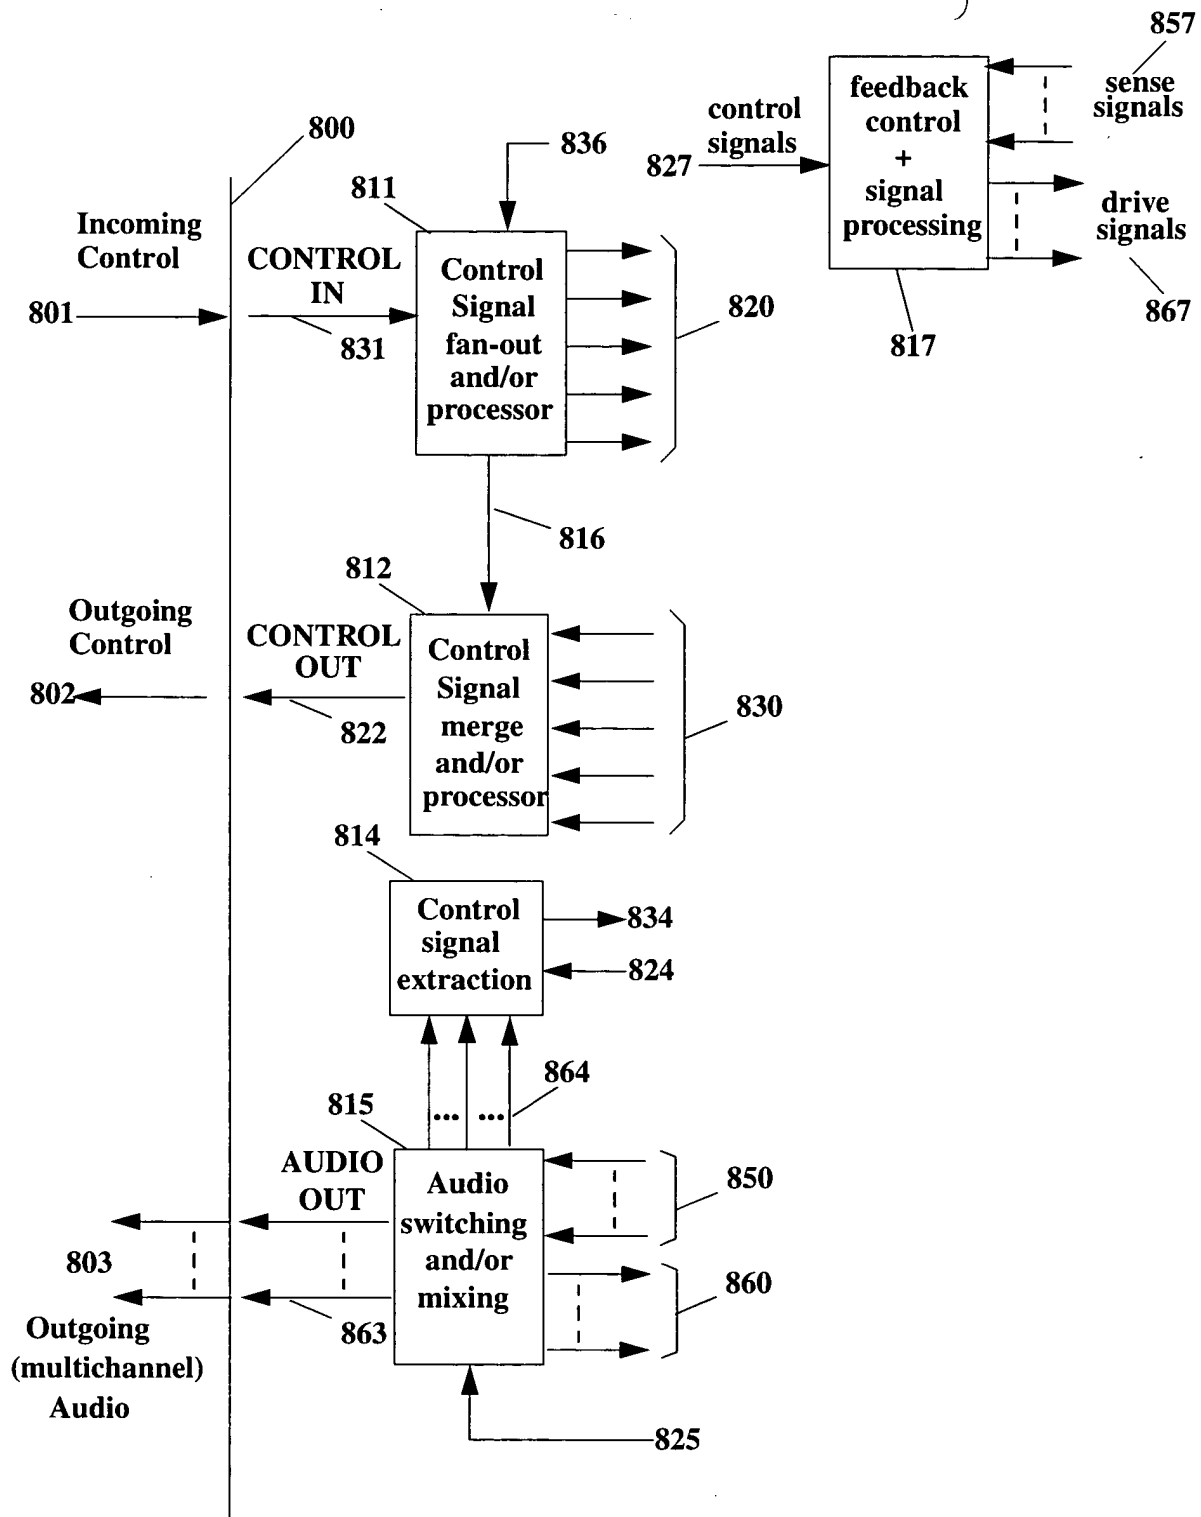 857
sense
signals
feedback
control
+
signal
processing
control
signals
827
drive
signals
867
817
800
836
811
Incoming
Control
801
CONTROL
IN
831
Control
Signal
fan-out
and/or
processor
820
816
812
Outgoing
Control
802
CONTROL
OUT
822
Control
Signal
merge
and/or
processor
830
814
Control
signal
extraction
834
824
864
815
AUDIO
OUT
Audio
switching
and/or
mixing
850
860
803
863
Outgoing
(multichannel)
Audio
825